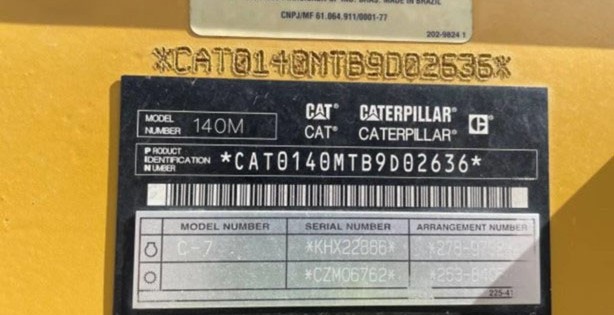 CNPJ/MF 61.064.911/0001-77
202-9824 1
*CAT0140MTB9D02636*
MODEL NUMBER 140M
CAT® CATERPILLAR® C
CAT® CATERPILLAR®
PRODUCT IDENTIFICATION NUMBER *CAT0140MTB9D02636*
MODEL NUMBER SERIAL NUMBER ARRANGEMENT NUMBER
C-7 *KHX22886*
*CZM06762*
225-41